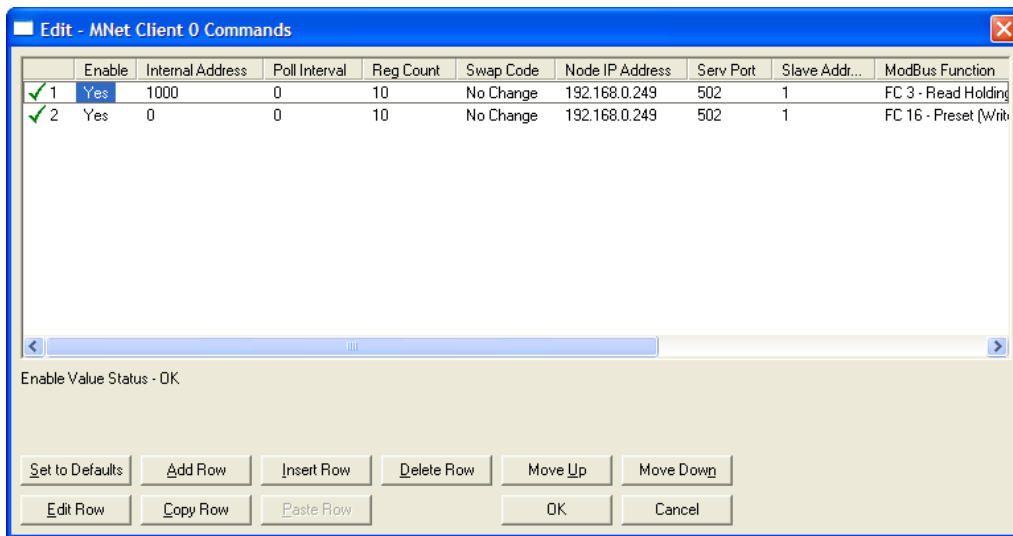 Edit - MNet Client 0 Commands
Enable Internal Address Poll Interval Reg Count Swap Code Node IP Address Serv Port Slave Addr... ModBus Function
1 Yes 1000 0 10 No Change 192.168.0.249 502 1 FC 3 - Read Holding
2 Yes 0 0 10 No Change 192.168.0.249 502 1 FC 16 - Preset (Writ
Enable Value Status - OK
Set to Defaults Add Row Insert Row Delete Row Move Up Move Down
Edit Row Copy Row Paste Row OK Cancel